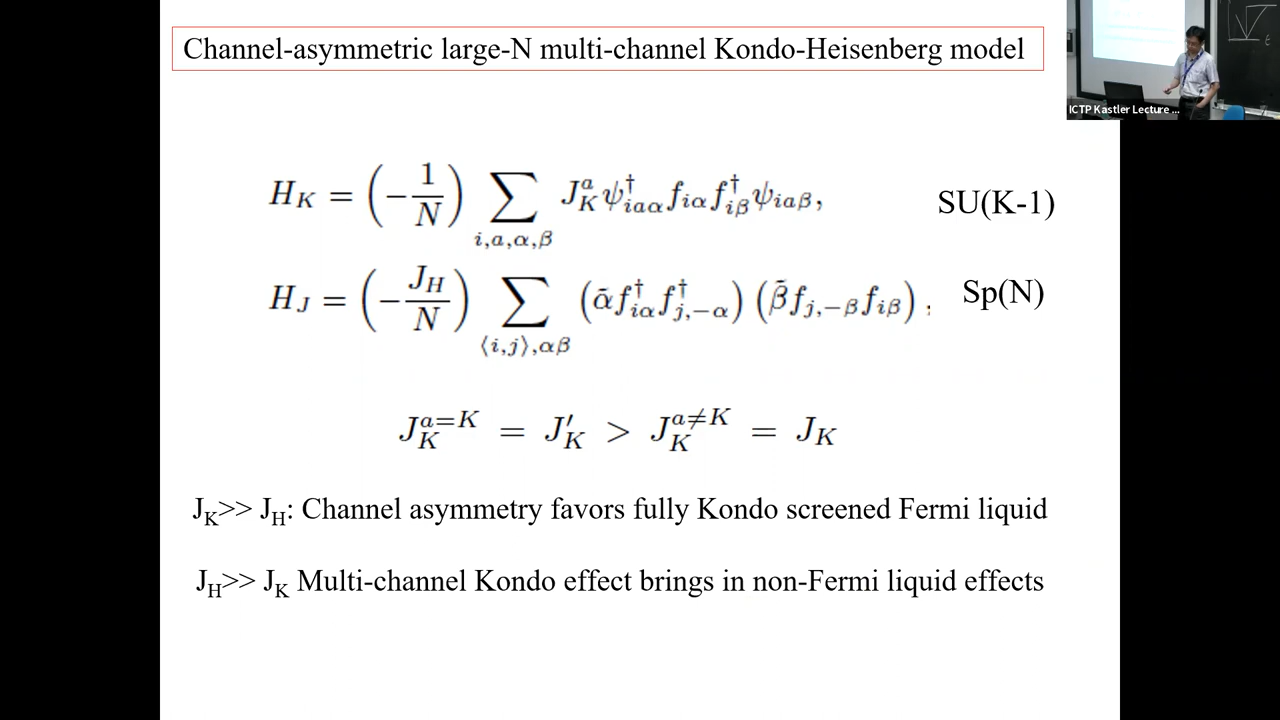 Channel-asymmetric large-N multi-channel Kondo-Heisenberg model
ICTP Kastler Lecture ...
H_K = (-1/N) ∑_{i,a,α,β} J_K^a ψ†_{iaα} f_{iα} f†_{iβ} ψ_{iaβ}, SU(K-1)
H_J = (-J_H/N) ∑_{⟨i,j⟩,αβ} (α̃ f†_{iα} f†_{j,-α}) (β̃ f_{j,-β} f_{iβ}) , Sp(N)
J_K^{a=K} = J'_K > J_K^{a≠K} = J_K
J_K>> J_H: Channel asymmetry favors fully Kondo screened Fermi liquid
J_H>> J_K Multi-channel Kondo effect brings in non-Fermi liquid effects